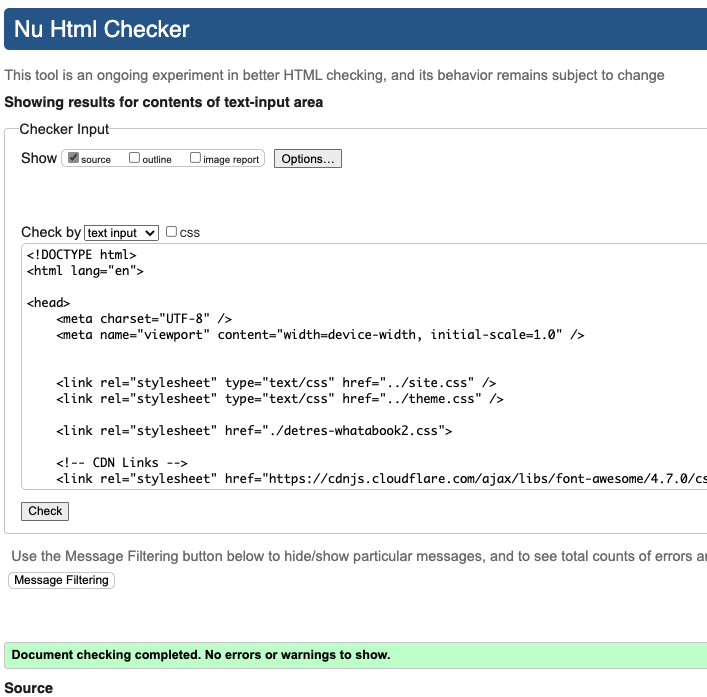 Nu Html Checker
This tool is an ongoing experiment in better HTML checking, and its behavior remains subject to change
Showing results for contents of text-input area
Checker Input
Show source outline image report Options...
Check by text input css
<!DOCTYPE html>
<html lang="en">
<head>
<meta charset="UTF-8" />
<meta name="viewport" content="width=device-width, initial-scale=1.0" />
<link rel="stylesheet" type="text/css" href="../site.css" />
<link rel="stylesheet" type="text/css" href="../theme.css" />
<link rel="stylesheet" href="./detres-whatabook2.css">
<!-- CDN Links -->
<link rel="stylesheet" href="https://cdnjs.cloudflare.com/ajax/libs/font-awesome/4.7.0/cs
Check
Use the Message Filtering button below to hide/show particular messages, and to see total counts of errors
Message Filtering
Document checking completed. No errors or warnings to show.
Source